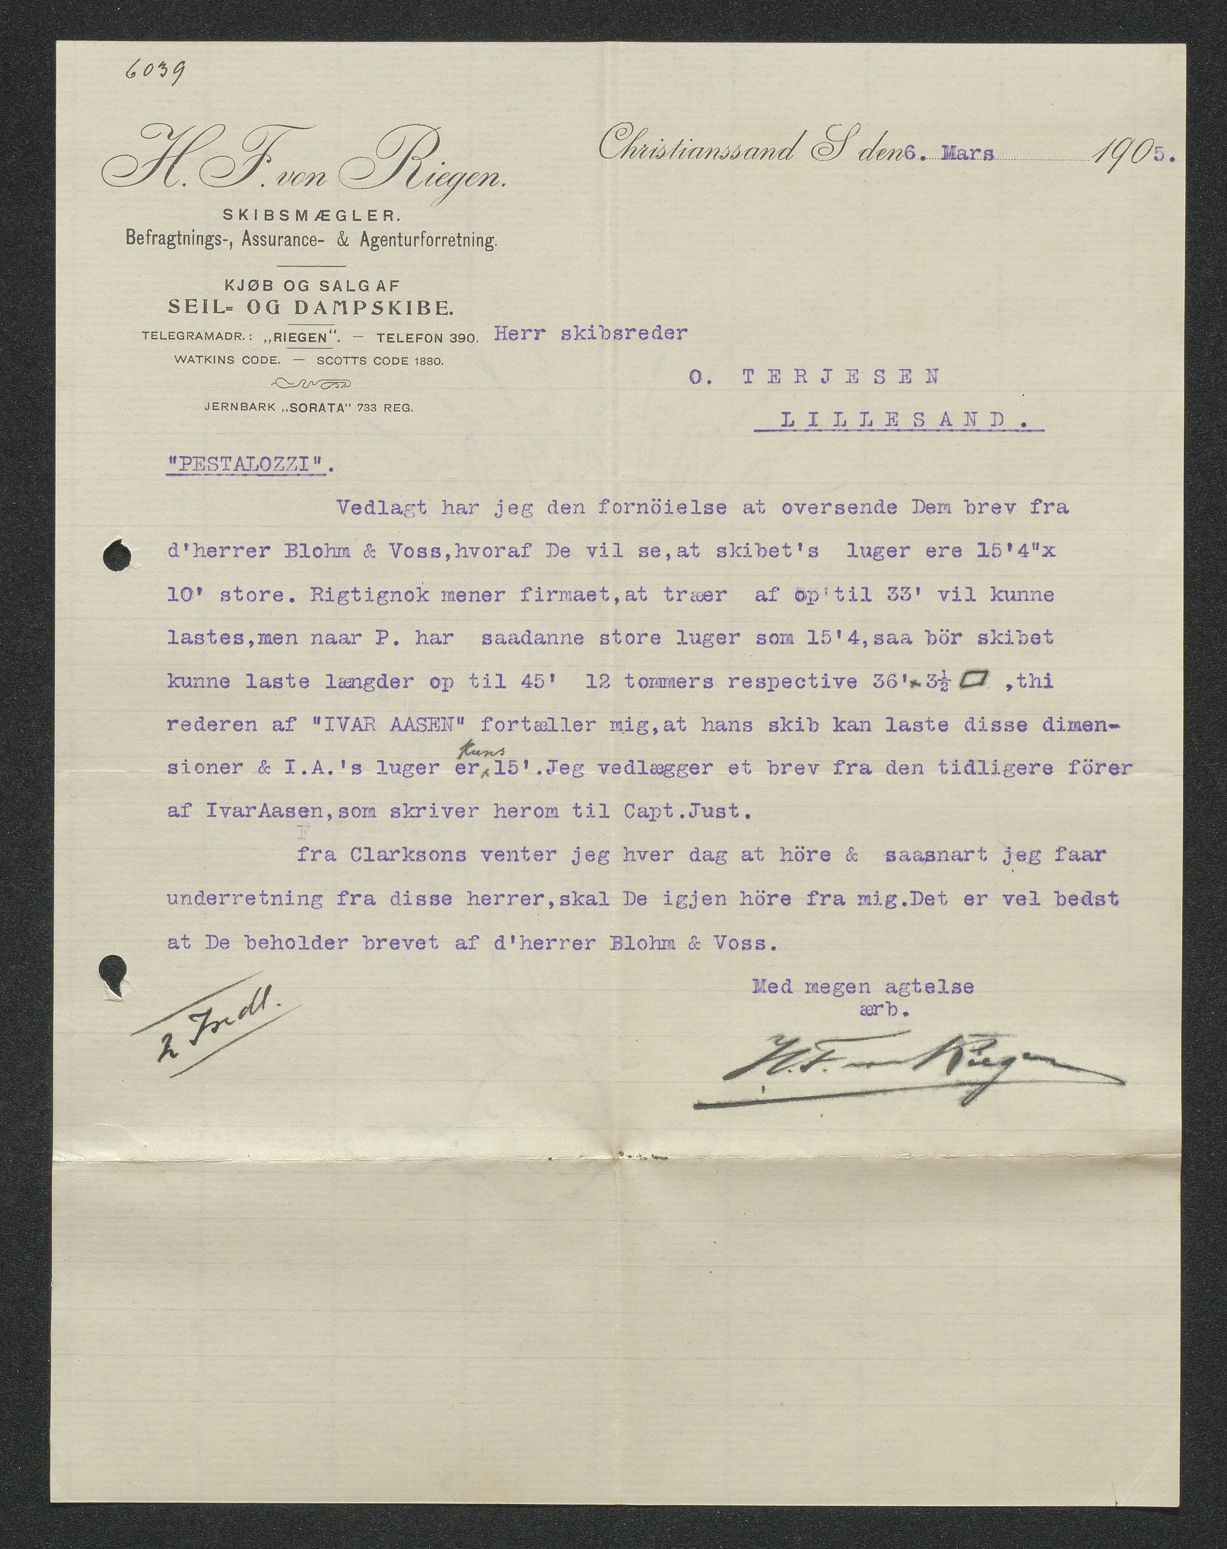 6039
H. F. von Riegen.
Christianssand S den 6. Mars 1905.
SKIBSMÆGLER.
Befragtnings-, Assurance- & Agenturforretning.
KJØB OG SALG AF
SEIL- OG DAMPSKIBE.
TELEGRAMADR.: „RIEGEN“. — TELEFON 390.
WATKINS CODE. — SCOTTS CODE 1880.
JERNBARK „SORATA“ 733 REG.
Herr skibsreder
O. TERJESEN
LILLESAND.
"PESTALOZZI".
Vedlagt har jeg den fornöielse at oversende Dem brev fra
d'herrer Blohm & Voss,hvoraf De vil se,at skibet's luger ere 15'4"x
10' store. Rigtignok mener firmaet,at træer af op'til 33' vil kunne
lastes,men naar P. har saadanne store luger som 15'4,saa bör skibet
kunne laste længder op til 45' 12 tommers respective 36'x3½ ▱ ,thi
rederen af "IVAR AASEN" fortæller mig,at hans skib kan laste disse dimen-
sioner & I.A.'s luger er kuns 15'.Jeg vedlægger et brev fra den tidligere förer
af IvarAasen,som skriver herom til Capt.Just.
fra Clarksons venter jeg hver dag at höre & saasnart jeg faar
underretning fra disse herrer,skal De igjen höre fra mig.Det er vel bedst
at De beholder brevet af d'herrer Blohm & Voss.
Med megen agtelse
ærb.
H. F. von Riegen
2 Indl.